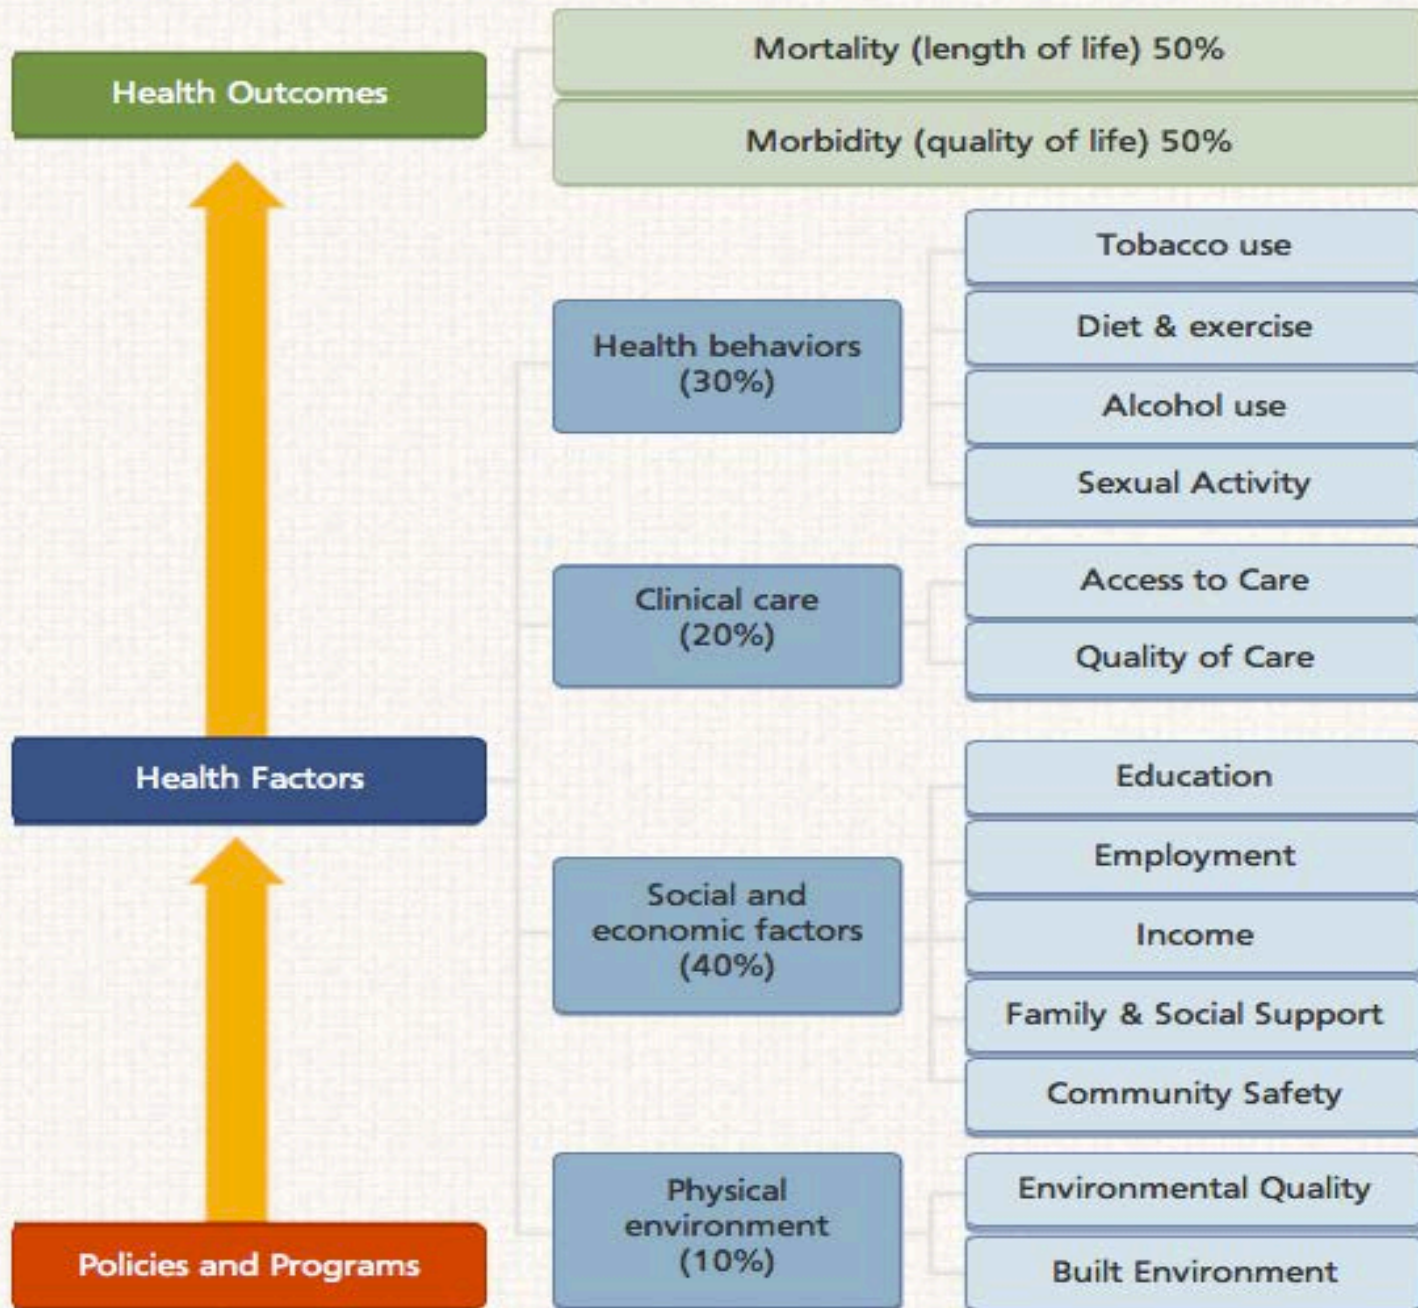 Health Outcomes
Mortality (length of life) 50%
Morbidity (quality of life) 50%
Health Factors
Health behaviors
(30%)
Tobacco use
Diet & exercise
Alcohol use
Sexual Activity
Clinical care
(20%)
Access to Care
Quality of Care
Social and
economic factors
(40%)
Education
Employment
Income
Family & Social Support
Community Safety
Physical
environment
(10%)
Environmental Quality
Built Environment
Policies and Programs